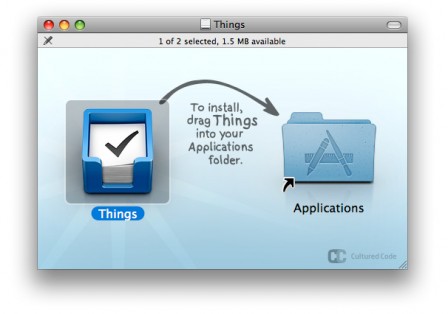 Things
1 of 2 selected, 1.5 MB available
To install,
drag Things
into your
Applications
folder.
Things
Applications
Cultured Code